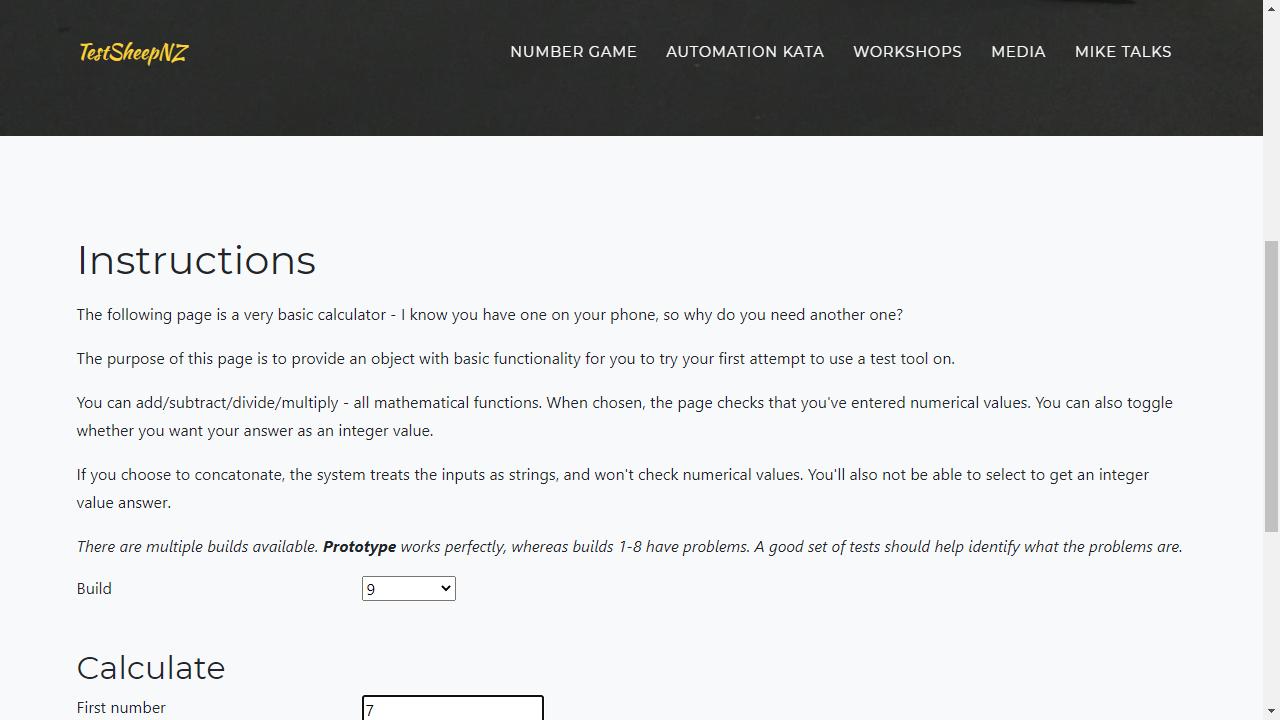 TestSheepNZ
NUMBER GAME AUTOMATION KATA WORKSHOPS MEDIA MIKE TALKS
Instructions
The following page is a very basic calculator - I know you have one on your phone, so why do you need another one?
The purpose of this page is to provide an object with basic functionality for you to try your first attempt to use a test tool on.
You can add/subtract/divide/multiply - all mathematical functions. When chosen, the page checks that you've entered numerical values. You can also toggle
whether you want your answer as an integer value.
If you choose to concatonate, the system treats the inputs as strings, and won't check numerical values. You'll also not be able to select to get an integer
value answer.
There are multiple builds available. Prototype works perfectly, whereas builds 1-8 have problems. A good set of tests should help identify what the problems are.
Build 9
Calculate
First number 7